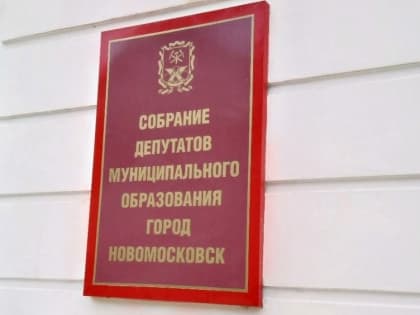 СОБРАНИЕ
ДЕПУТАТОВ
МУНИЦИПАЛЬНОГО
ОБРАЗОВАНИЯ
ГОРОД
НОВОМОСКОВСК